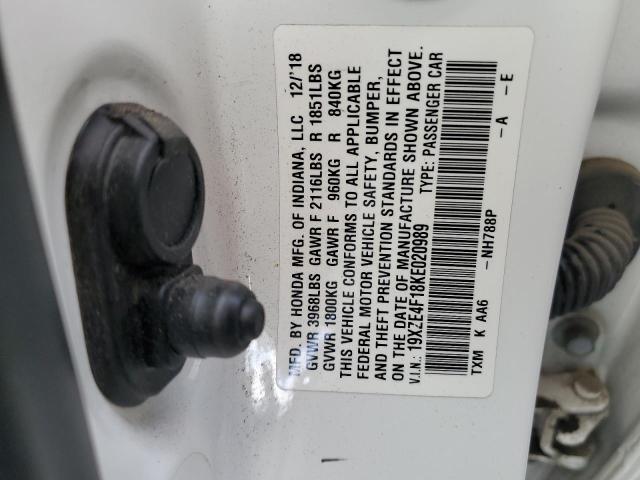 MFD. BY HONDA MFG. OF INDIANA, LLC 12/'18
GVWR 3968LBS GAWR F 2116LBS R 1851LBS
GVWR 1800KG GAWR F 960KG R 840KG
THIS VEHICLE CONFORMS TO ALL APPLICABLE
FEDERAL MOTOR VEHICLE SAFETY, BUMPER,
AND THEFT PREVENTION STANDARDS IN EFFECT
ON THE DATE OF MANUFACTURE SHOWN ABOVE.
V.I.N.: 19XZE4F18KE020989 TYPE: PASSENGER CAR
TXM K AA6 -NH788P -A -E